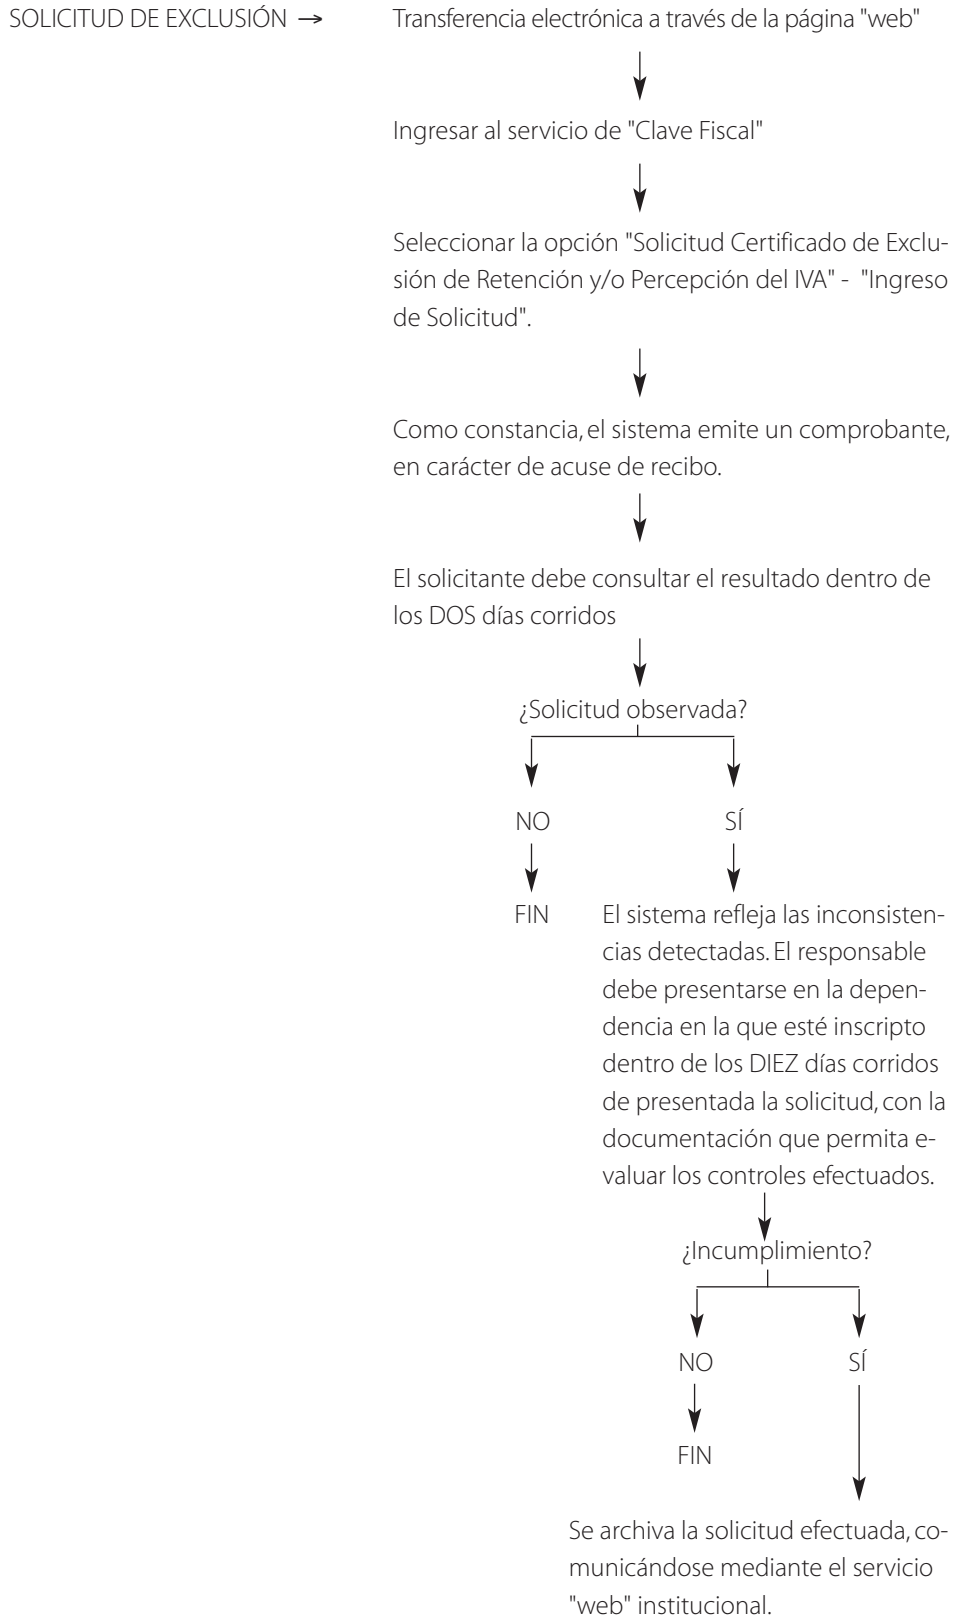 SOLICITUD DE EXCLUSIÓN → Transferencia electrónica a través de la página "web"
Ingresar al servicio de "Clave Fiscal"
Seleccionar la opción "Solicitud Certificado de Exclu-
sión de Retención y/o Percepción del IVA" - "Ingreso
de Solicitud".
Como constancia, el sistema emite un comprobante,
en carácter de acuse de recibo.
El solicitante debe consultar el resultado dentro de
los DOS días corridos
¿Solicitud observada?
NO SÍ
FIN
El sistema refleja las inconsisten-
cias detectadas. El responsable
debe presentarse en la depen-
dencia en la que esté inscripto
dentro de los DIEZ días corridos
de presentada la solicitud, con la
documentación que permita e-
valuar los controles efectuados.
¿Incumplimiento?
NO SÍ
FIN
Se archiva la solicitud efectuada, co-
municándose mediante el servicio
"web" institucional.